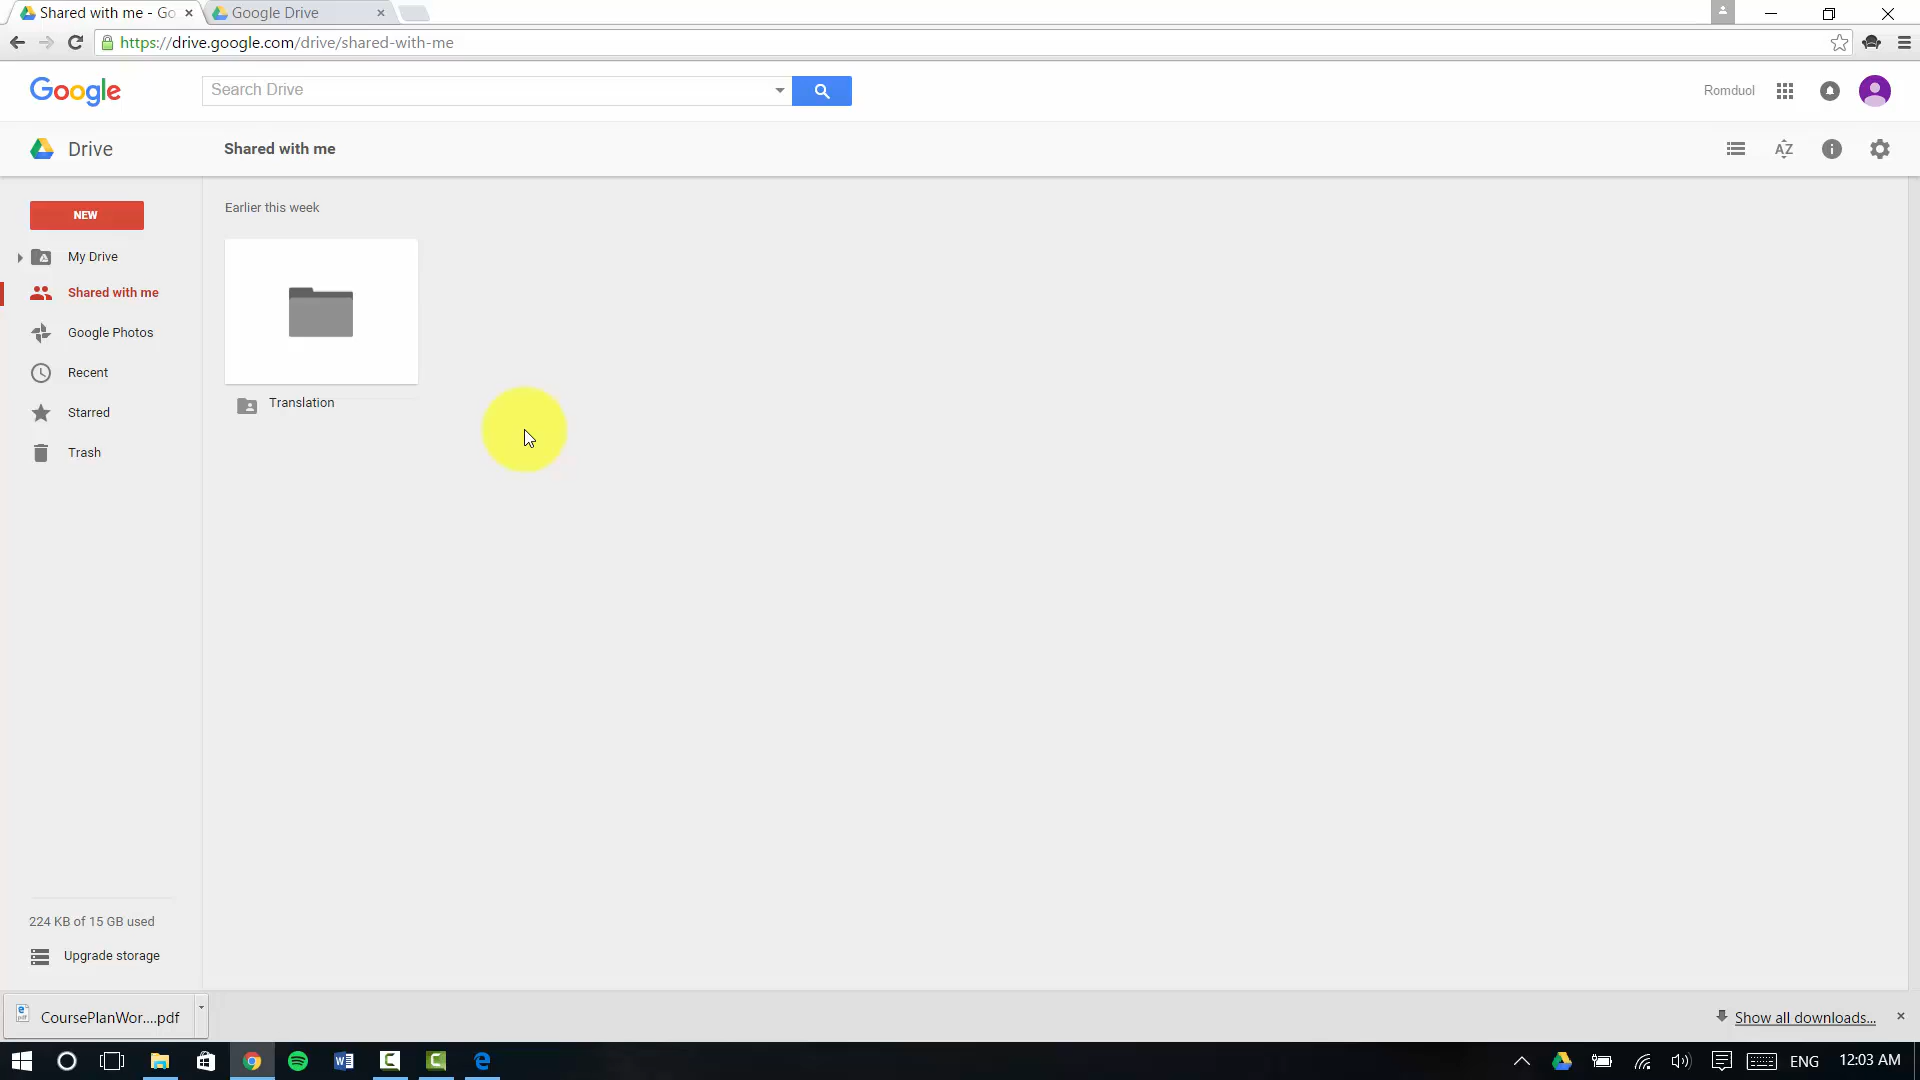 Shared with me - Go
Google Drive
https://drive.google.com/drive/shared-with-me
Google
Search Drive
Romduol
Drive
Shared with me
NEW
My Drive
Shared with me
Google Photos
Recent
Starred
Trash
Earlier this week
Translation
224 KB of 15 GB used
Upgrade storage
CoursePlanWor....pdf
Show all downloads...
ENG
12:03 AM